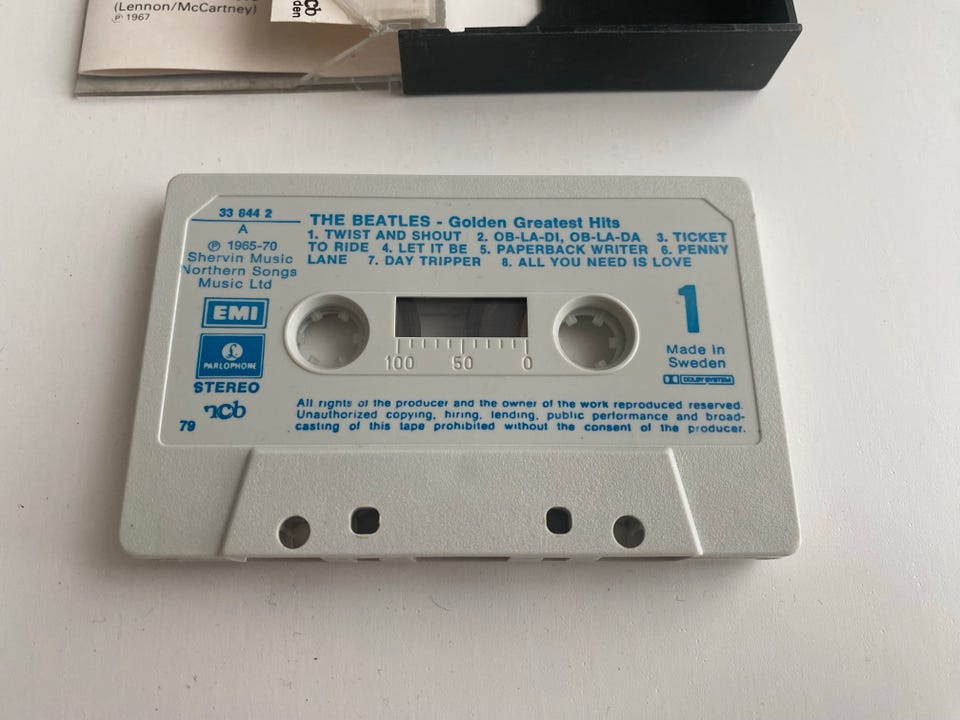 (Lennon/McCartney)
℗ 1967
ncb
den
33 844 2
A
℗ 1965-70
Shervin Music
Northern Songs
Music Ltd
EMI
£
PARLOPHONE
STEREO
ncb
79
THE BEATLES - Golden Greatest Hits
1. TWIST AND SHOUT 2. OB-LA-DI, OB-LA-DA 3. TICKET
TO RIDE 4. LET IT BE 5. PAPERBACK WRITER 6. PENNY
LANE 7. DAY TRIPPER 8. ALL YOU NEED IS LOVE
100 50 0
1
Made in
Sweden
DOLBY SYSTEM
All rights of the producer and the owner of the work reproduced reserved.
Unauthorized copying, hiring, lending, public performance and broad-
casting of this tape prohibited without the consent of the producer.